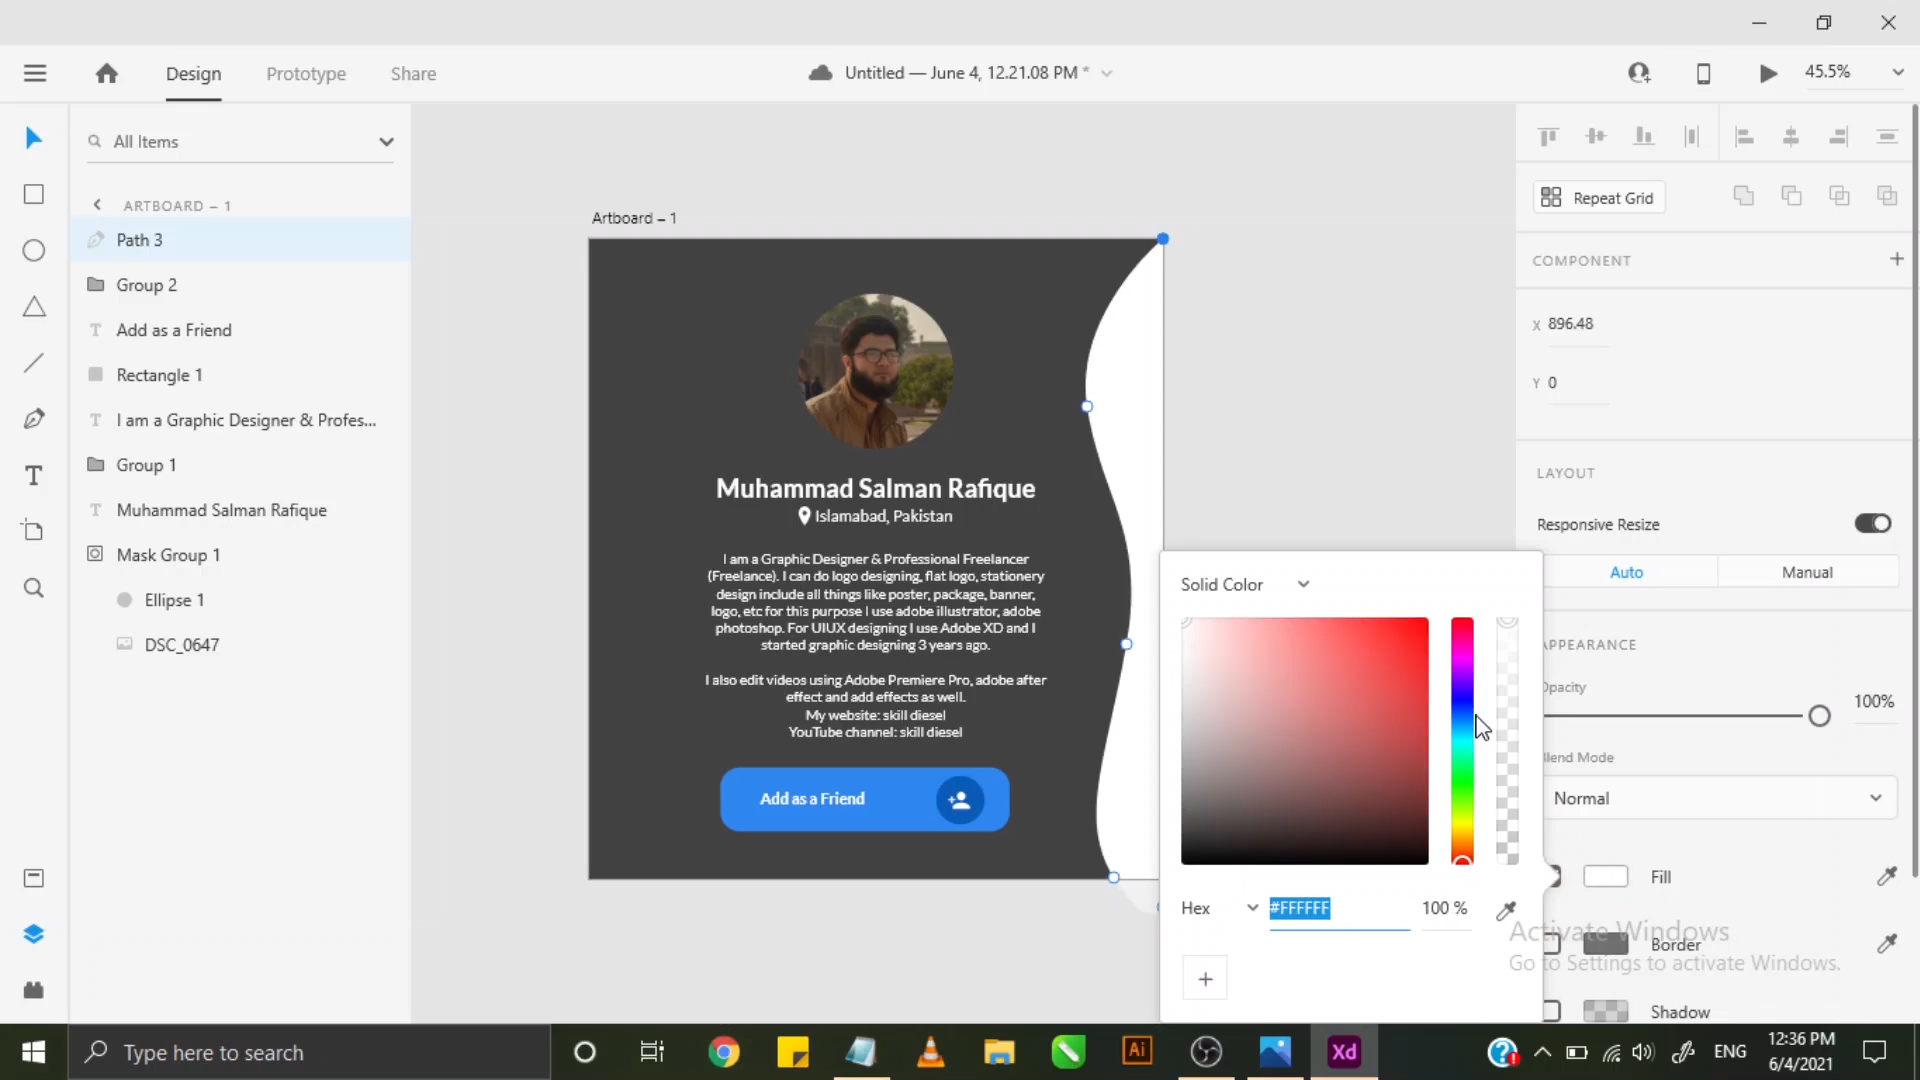 Design
Prototype
Share
Untitled — June 4, 12.21.08 PM *
45.5%
All Items
ARTBOARD – 1
Path 3
Group 2
Add as a Friend
Rectangle 1
I am a Graphic Designer & Profes...
Group 1
Muhammad Salman Rafique
Mask Group 1
Ellipse 1
DSC_0647
Artboard – 1
Muhammad Salman Rafique
Islamabad, Pakistan
I am a Graphic Designer & Professional Freelancer
(Freelance). I can do logo designing, flat logo, stationery
design include all things like poster, package, banner,
logo, etc for this purpose I use adobe illustrator, adobe
photoshop. For UIUX designing I use Adobe XD and I
started graphic designing 3 years ago.
I also edit videos using Adobe Premiere Pro, adobe after
effect and add effects as well.
My website: skill diesel
YouTube channel: skill diesel
Add as a Friend
Solid Color
Hex
#FFFFFF
100 %
Repeat Grid
COMPONENT
X 896.48
Y 0
LAYOUT
Responsive Resize
Auto
Manual
APPEARANCE
Opacity
100%
Blend Mode
Normal
Fill
Border
Shadow
Activate Windows
Go to Settings to activate Windows.
Type here to search
Ai
Xd
ENG
12:36 PM
6/4/2021